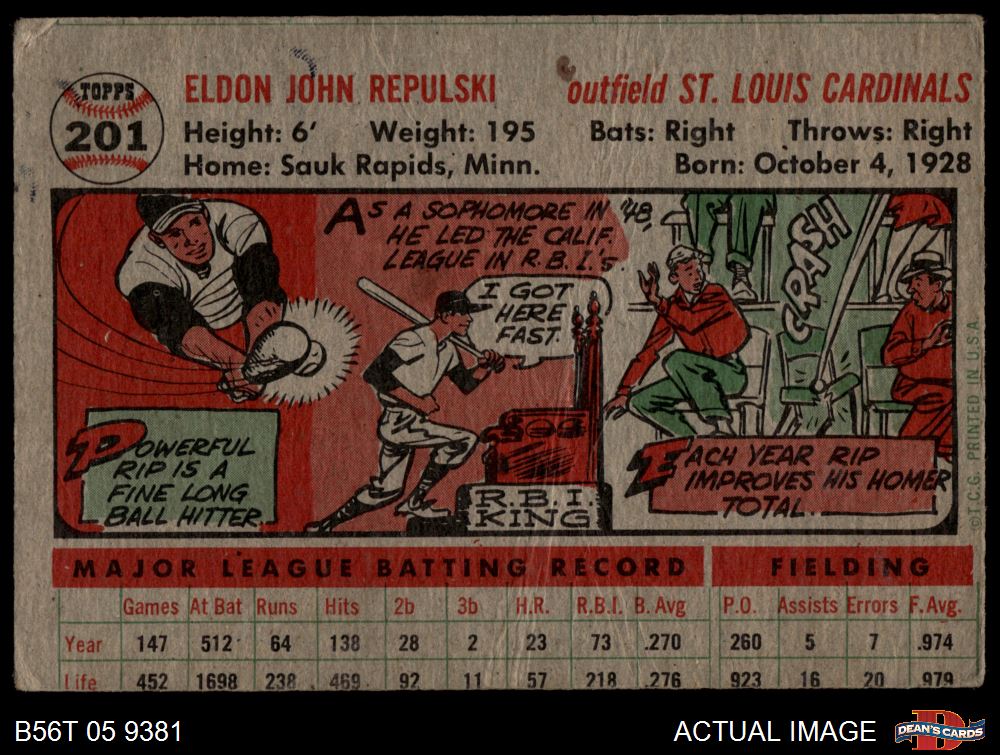 TOPPS
201
ELDON JOHN REPULSKI outfield ST. LOUIS CARDINALS
Height: 6' Weight: 195 Bats: Right Throws: Right
Home: Sauk Rapids, Minn. Born: October 4, 1928
POWERFUL
RIP IS A
FINE LONG
BALL HITTER
AS A SOPHOMORE IN '48,
HE LED THE CALIF.
LEAGUE IN R.B.I.'s.
I GOT
HERE
FAST.
R.B.I.
KING
CRASH
EACH YEAR RIP
IMPROVES HIS HOMER
TOTAL.
©T.C.G. PRINTED IN U.S.A.
MAJOR LEAGUE BATTING RECORD FIELDING
Games At Bat Runs Hits 2b 3b H.R. R.B.I. B. Avg P.O. Assists Errors F. Avg.
Year 147 512 64 138 28 2 23 73 .270 260 5 7 .974
Life 452 1698 238 469 92 11 57 218 .276 923 16 20 .979
B56T 05 9381 ACTUAL IMAGE DEAN'S CARDS